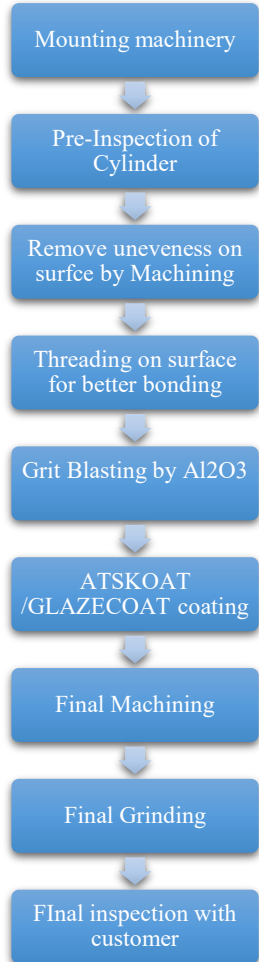 Mounting machinery
Pre-Inspection of
Cylinder
Remove uneveness on
surfce by Machining
Threading on surface
for better bonding
Grit Blasting by Al2O3
ATSKOAT
/GLAZECOAT coating
Final Machining
Final Grinding
FInal inspection with
customer